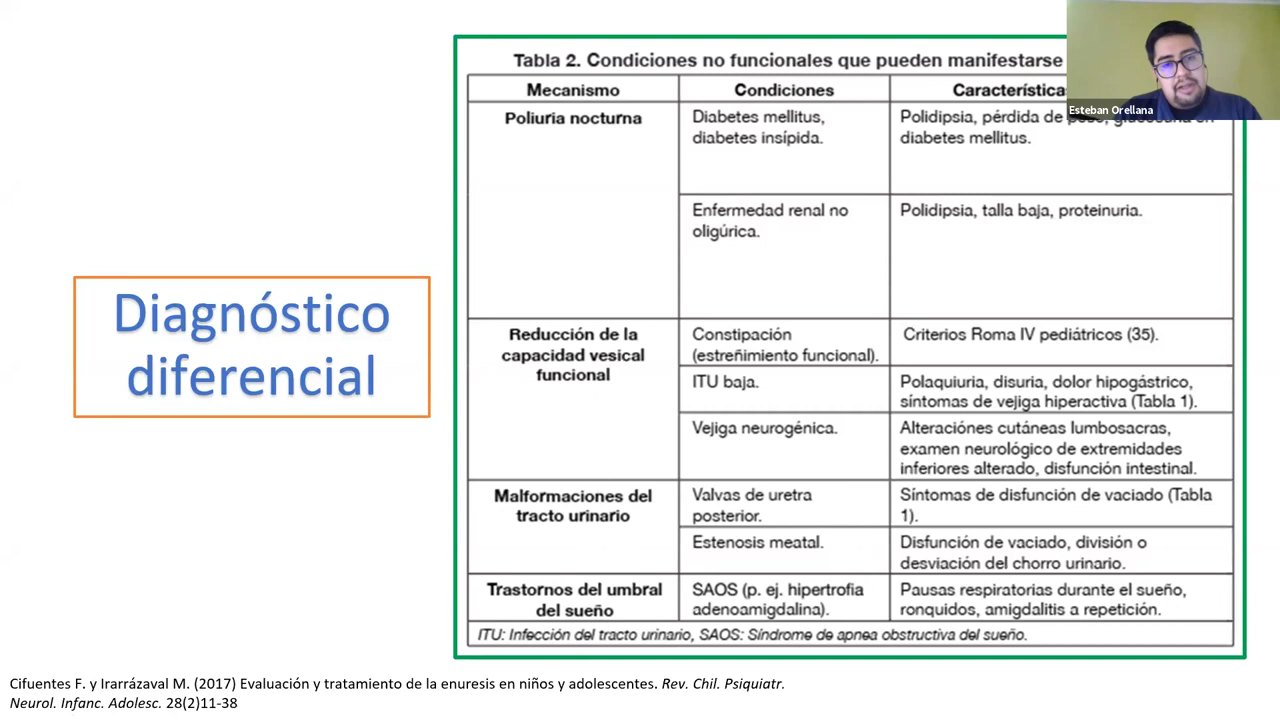 Diagnóstico
diferencial
Tabla 2. Condiciones no funcionales que pueden manifestarse
Mecanismo
Condiciones
Características
Poliuria nocturna
Diabetes mellitus,
diabetes insípida.
Polidipsia, pérdida de peso, glucosuria en
diabetes mellitus.
Enfermedad renal no
oligúrica.
Polidipsia, talla baja, proteinuria.
Reducción de la
capacidad vesical
funcional
Constipación
(estreñimiento funcional).
Criterios Roma IV pediátricos (35).
ITU baja.
Polaquiuria, disuria, dolor hipogástrico,
síntomas de vejiga hiperactiva (Tabla 1).
Vejiga neurogénica.
Alteraciónes cutáneas lumbosacras,
examen neurológico de extremidades
inferiores alterado, disfunción intestinal.
Malformaciones del
tracto urinario
Valvas de uretra
posterior.
Síntomas de disfunción de vaciado (Tabla
1).
Estenosis meatal.
Disfunción de vaciado, división o
desviación del chorro urinario.
Trastornos del umbral
del sueño
SAOS (p. ej. hipertrofia
adenoamigdalina).
Pausas respiratorias durante el sueño,
ronquidos, amigdalitis a repetición.
ITU: Infección del tracto urinario, SAOS: Síndrome de apnea obstructiva del sueño.
Esteban Orellana
Cifuentes F. y Irarrázaval M. (2017) Evaluación y tratamiento de la enuresis en niños y adolescentes. Rev. Chil. Psiquiatr.
Neurol. Infanc. Adolesc. 28(2)11-38